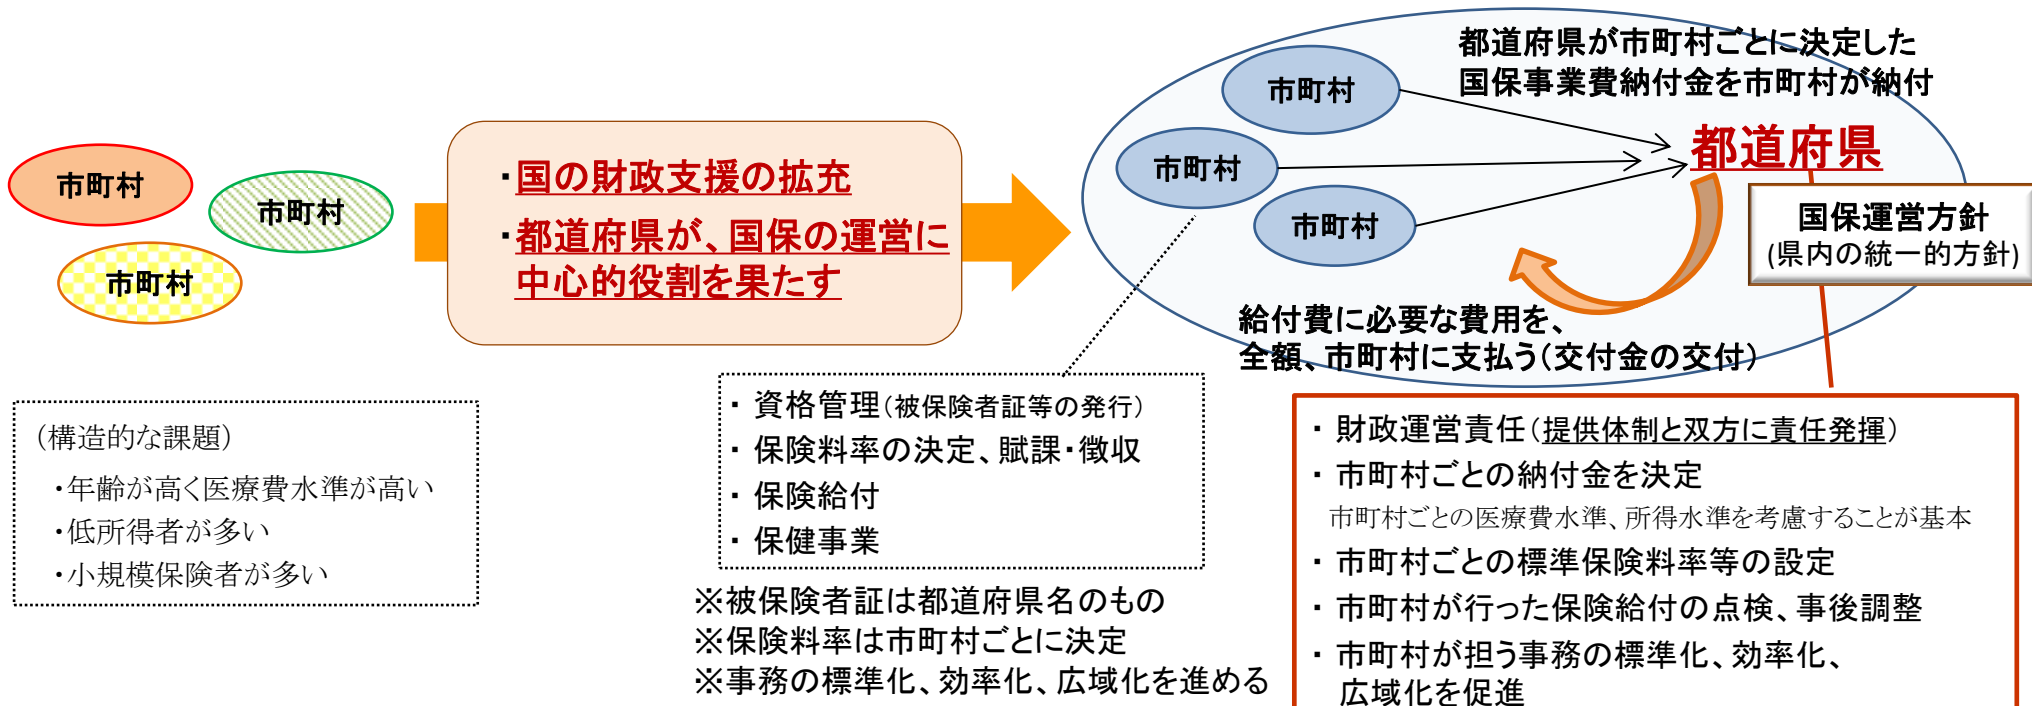 市町村
市町村
市町村
（構造的な課題）
・年齢が高く医療費水準が高い
・低所得者が多い
・小規模保険者が多い
・国の財政支援の拡充
・都道府県が、国保の運営に
中心的役割を果たす
都道府県が市町村ごとに決定した
国保事業費納付金を市町村が納付
市町村
市町村
市町村
都道府県
国保運営方針
(県内の統一的方針)
給付費に必要な費用を、
全額、市町村に支払う（交付金の交付）
・ 資格管理（被保険者証等の発行）
・ 保険料率の決定、賦課・徴収
・ 保険給付
・ 保健事業
※被保険者証は都道府県名のもの
※保険料率は市町村ごとに決定
※事務の標準化、効率化、広域化を進める
・ 財政運営責任（提供体制と双方に責任発揮）
・ 市町村ごとの納付金を決定
市町村ごとの医療費水準、所得水準を考慮することが基本
・ 市町村ごとの標準保険料率等の設定
・ 市町村が行った保険給付の点検、事後調整
・ 市町村が担う事務の標準化、効率化、
広域化を促進